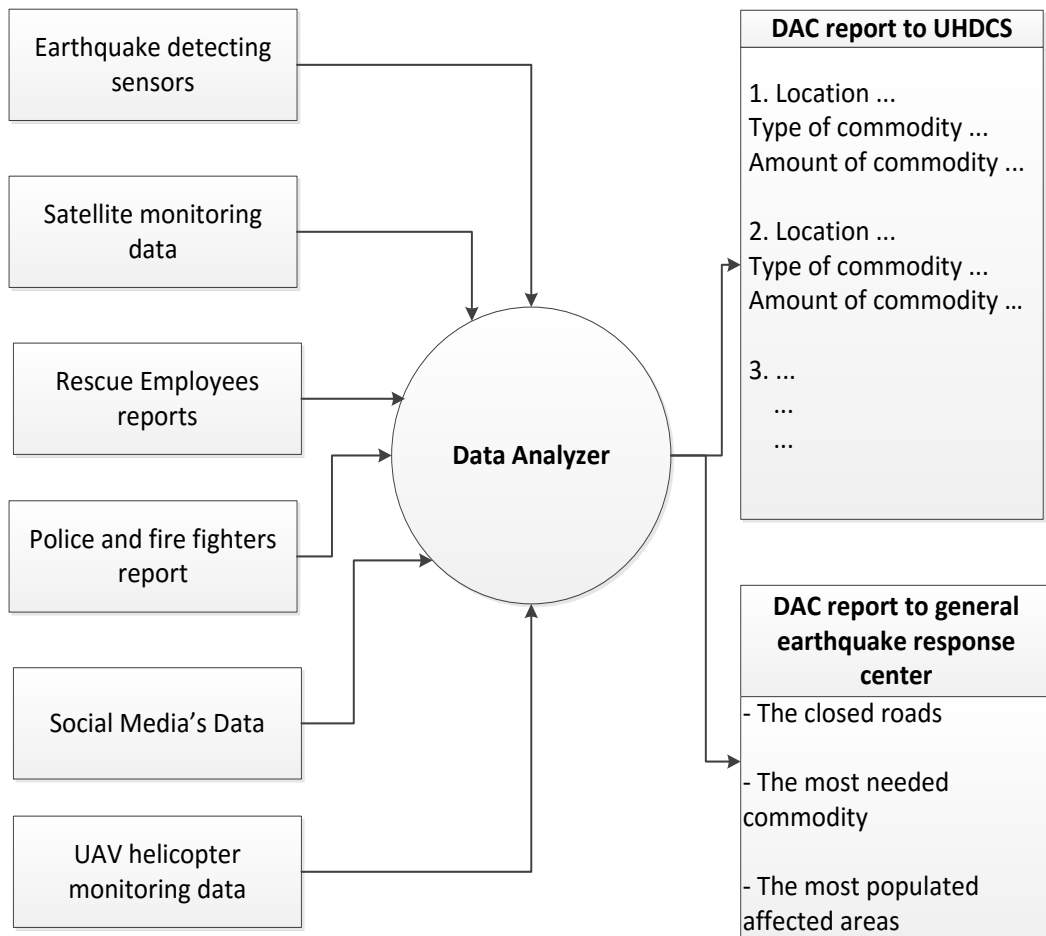 Earthquake detecting
sensors
Satellite monitoring
data
Rescue Employees
reports
Police and fire fighters
report
Social Media’s Data
UAV helicopter
monitoring data
Data Analyzer
DAC report to UHDCS
1. Location ...
Type of commodity ...
Amount of commodity ...
2. Location ...
Type of commodity ...
Amount of commodity ...
3. ...
...
...
DAC report to general
earthquake response
center
- The closed roads
- The most needed
commodity
- The most populated
affected areas